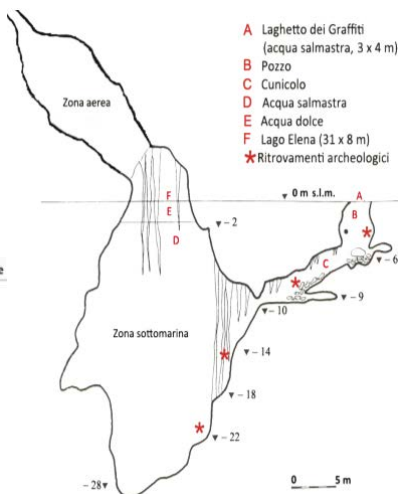 A Laghetto dei Graffiti
(acqua salmastra, 3 x 4 m)
B Pozzo
C Cunicolo
D Acqua salmastra
E Acqua dolce
F Lago Elena (31 x 8 m)
* Ritrovamenti archeologici
Zona aerea
▼ 0 m s.l.m.
A
F
B
E
▼ – 2
D
▼ – 6
C
e
▼ – 9
▼ – 10
Zona sottomarina
▼ – 14
▼ – 18
▼ – 22
– 28 ▼
0 5 m